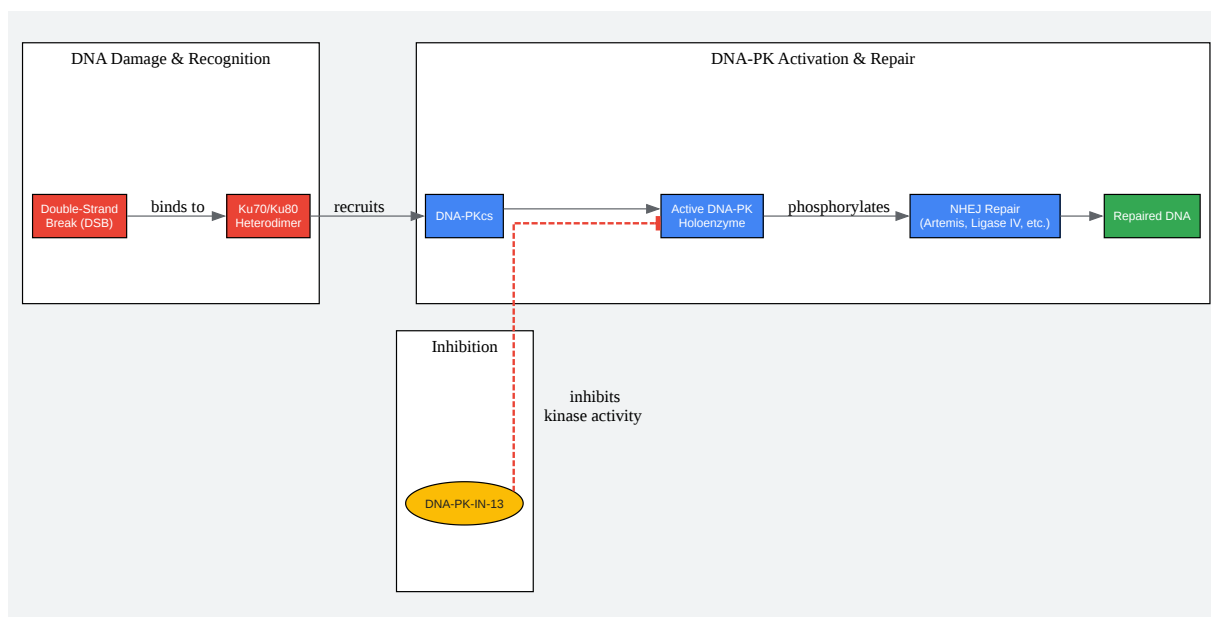 DNA Damage & Recognition
DNA-PK Activation & Repair
Double-Strand
Break (DSB)
binds to
Ku70/Ku80
Heterodimer
recruits
DNA-PKcs
Active DNA-PK
Holoenzyme
phosphorylates
NHEJ Repair
(Artemis, Ligase IV, etc.)
Repaired DNA
Inhibition
inhibits
kinase activity
DNA-PK-IN-13